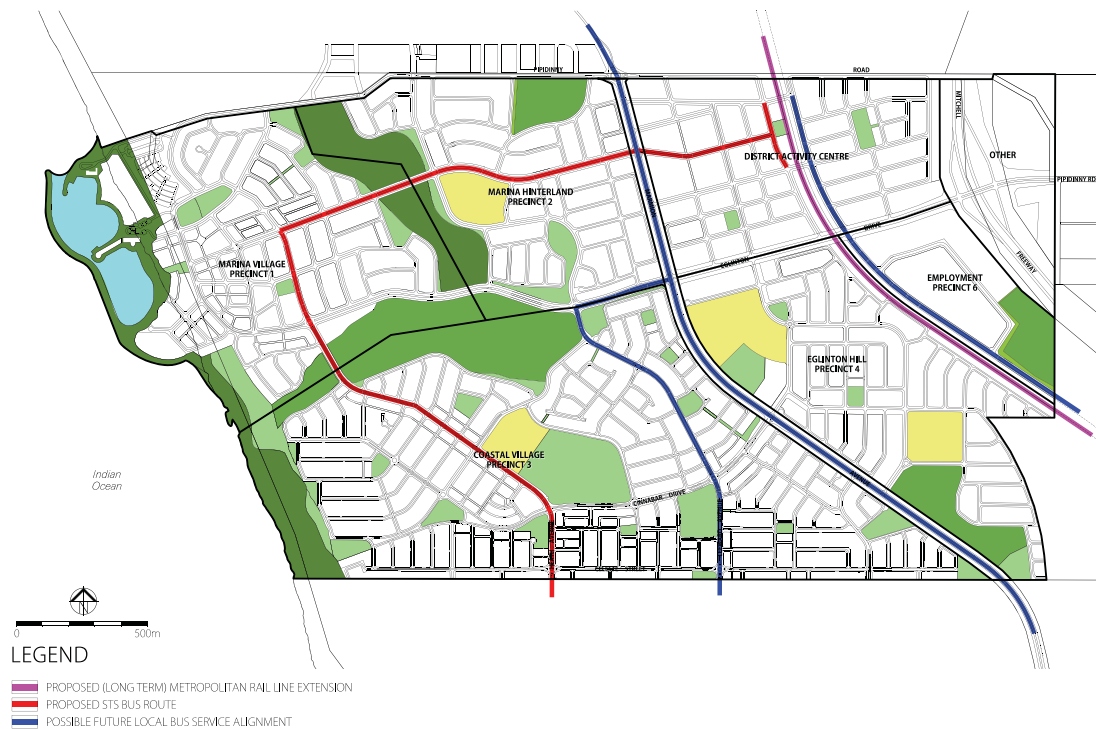 PIPIDINNY
ROAD
MITCHELL
OTHER
DISTRICT ACTIVITY CENTRE
PIPIDINNY RD
MARINA HINTERLAND
PRECINCT 2
MARMION
DRIVE
EGLINTON
FREEWAY
MARINA VILLAGE
PRECINCT 1
EMPLOYMENT
PRECINCT 6
EGLINTON HILL
PRECINCT 4
COASTAL VILLAGE
PRECINCT 3
Indian
Ocean
CINNABAR DRIVE
N
0
500m
LEGEND
PROPOSED (LONG TERM) METROPOLITAN RAIL LINE EXTENSION
PROPOSED STS BUS ROUTE
POSSIBLE FUTURE LOCAL BUS SERVICE ALIGNMENT